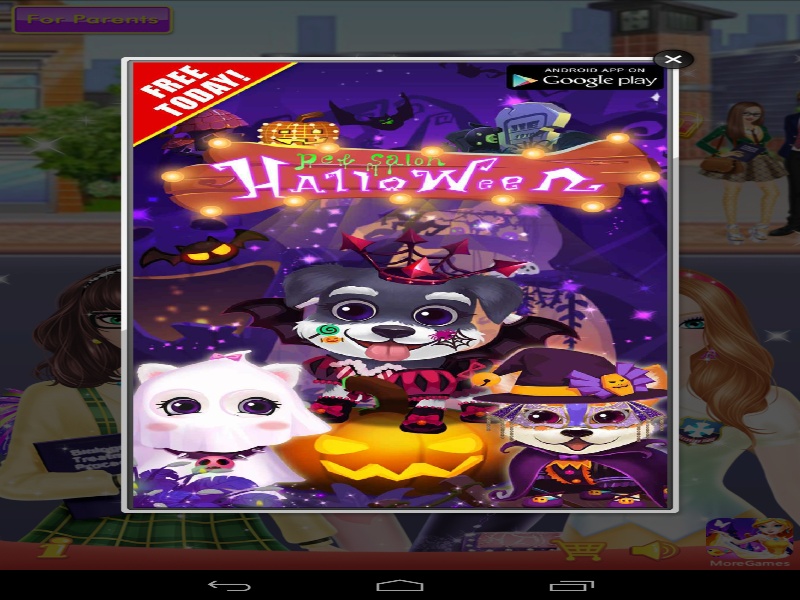 For Parents
FREE
TODAY!
ANDROID APP ON
Google play
Pet Salon
HALLOWEEN
MoreGames